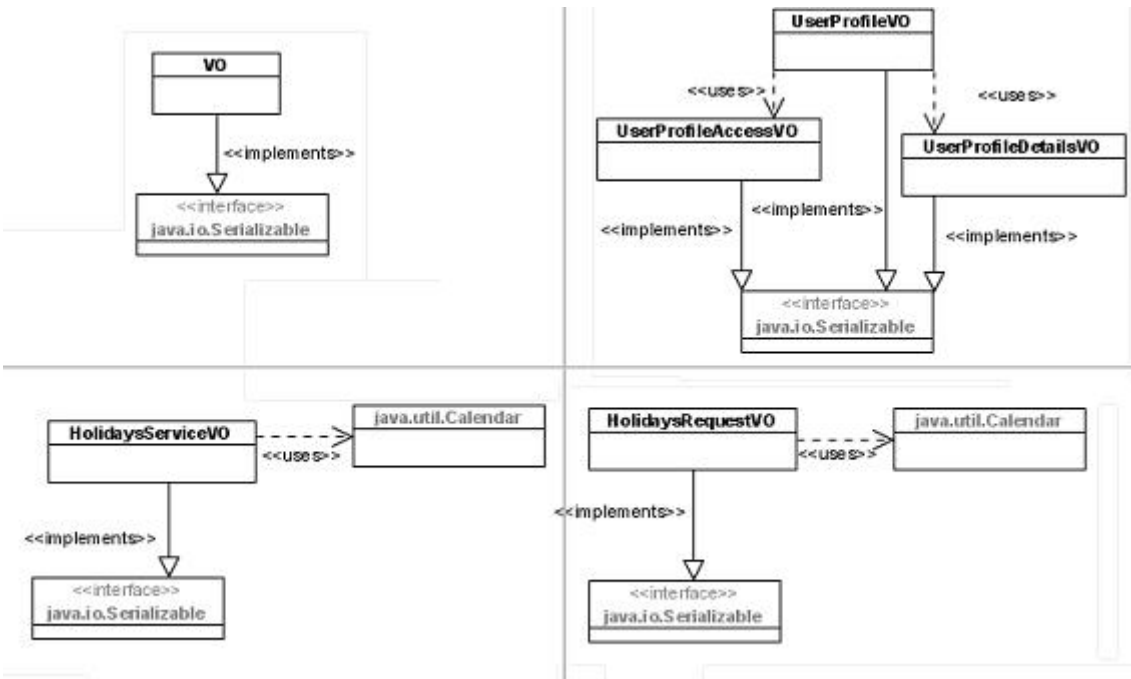 VO
<<implements>>
<<interface>>
java.io.Serializable
UserProfileVO
<<uses>>
<<uses>>
UserProfileAccessVO
UserProfileDetailsVO
<<implements>>
<<implements>>
<<implements>>
<<interface>>
java.io.Serializable
HolidaysServiceVO
java.util.Calendar
<<uses>>
<<implements>>
<<interface>>
java.io.Serializable
HolidaysRequestVO
java.util.Calendar
<<uses>>
<<implements>>
<<interface>>
java.io.Serializable